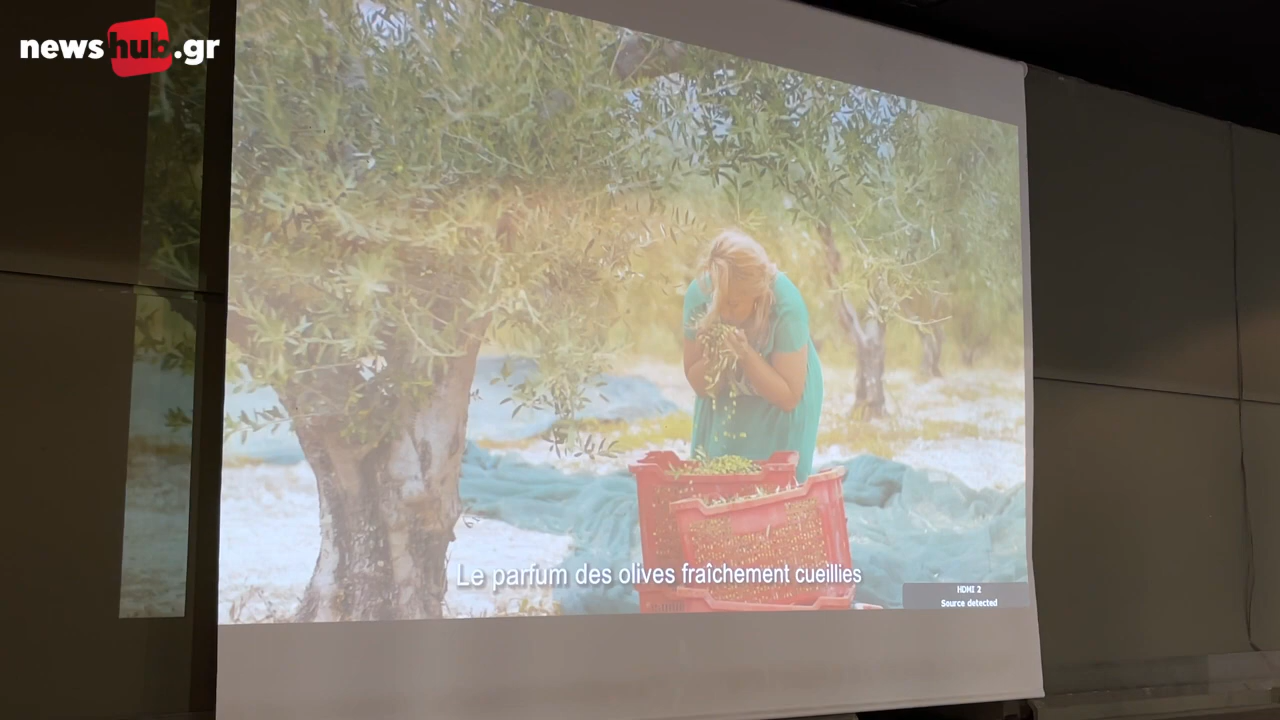 newshub.gr
Le parfum des olives fraîchement cueillies
HDMI 2
Source detected